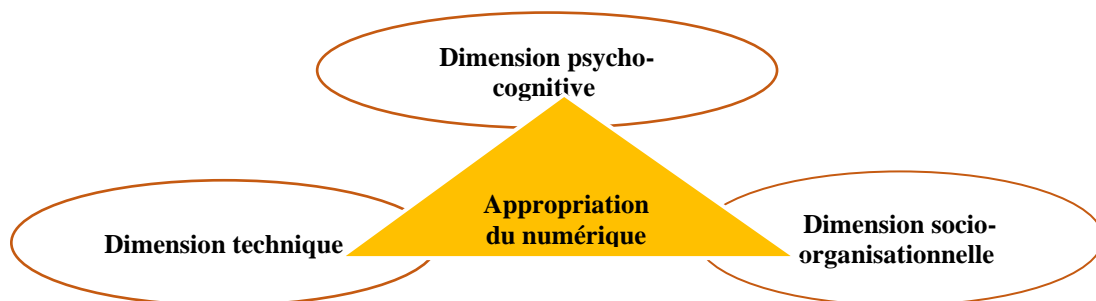 Dimension psycho-
cognitive
Dimension technique
Appropriation
du numérique
Dimension socio-
organisationnelle